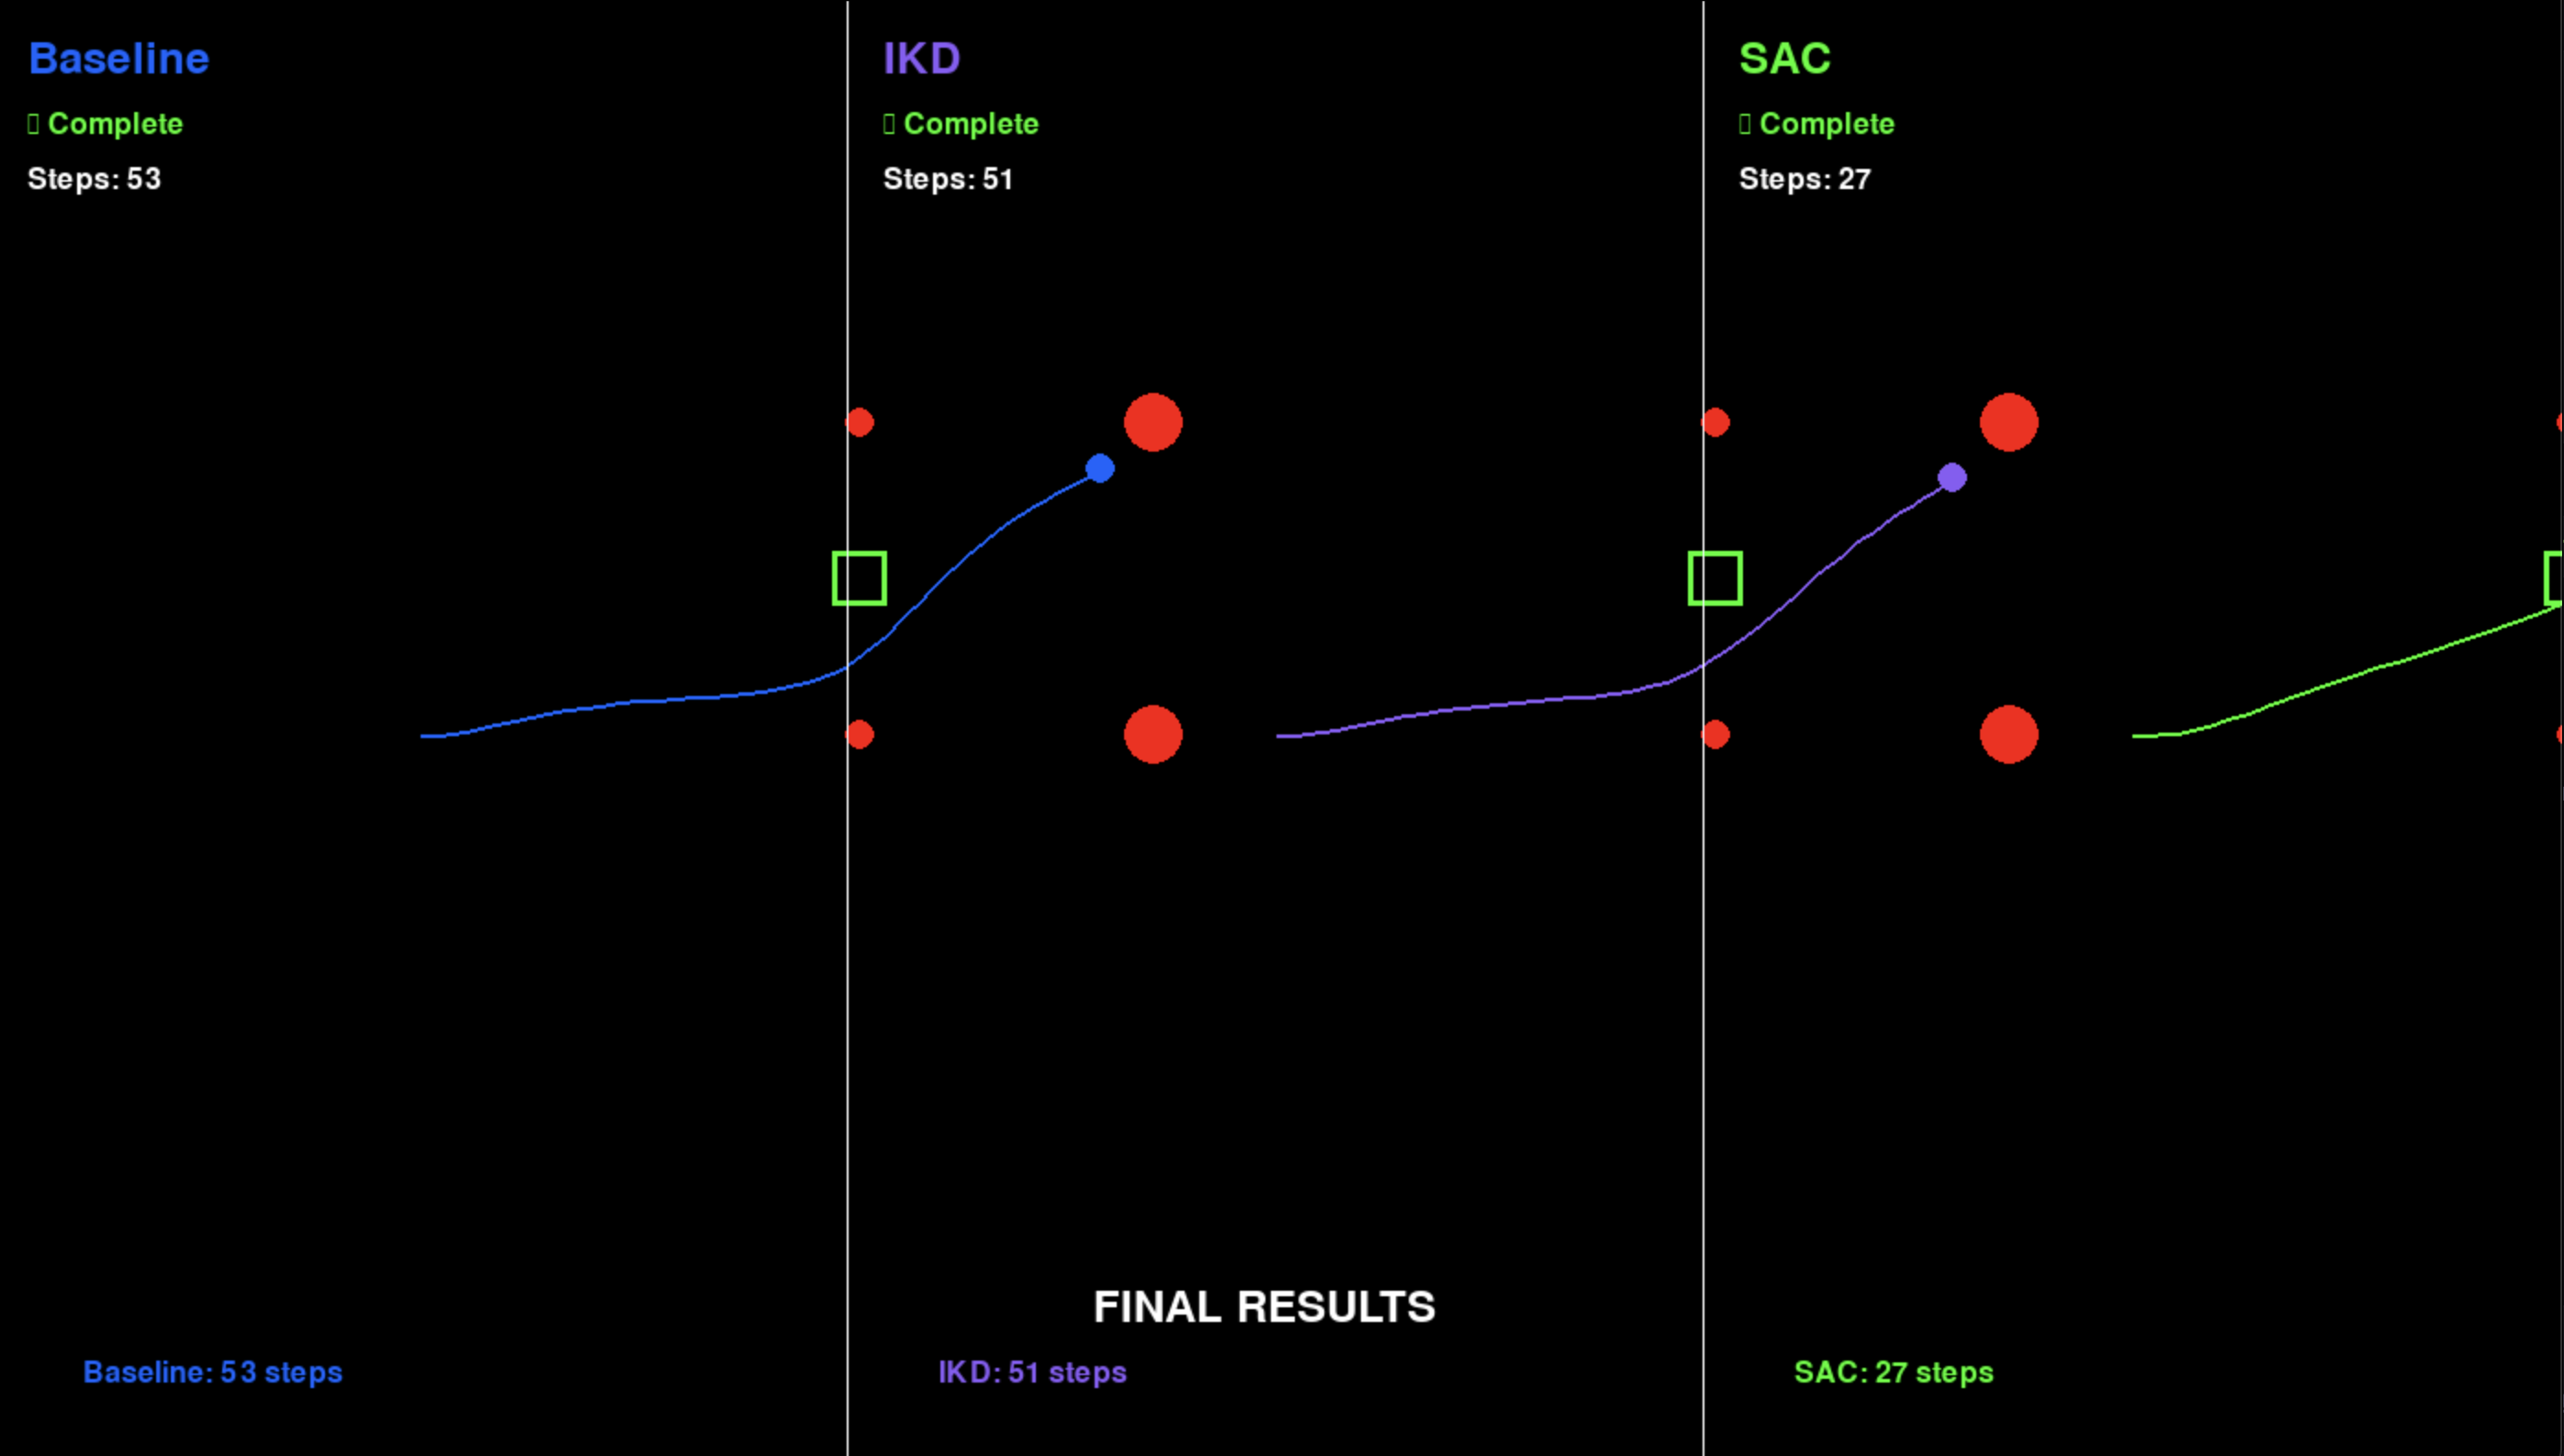 Baseline
▯ Complete
Steps: 53
IKD
▯ Complete
Steps: 51
SAC
▯ Complete
Steps: 27
FINAL RESULTS
Baseline: 53 steps
IKD: 51 steps
SAC: 27 steps